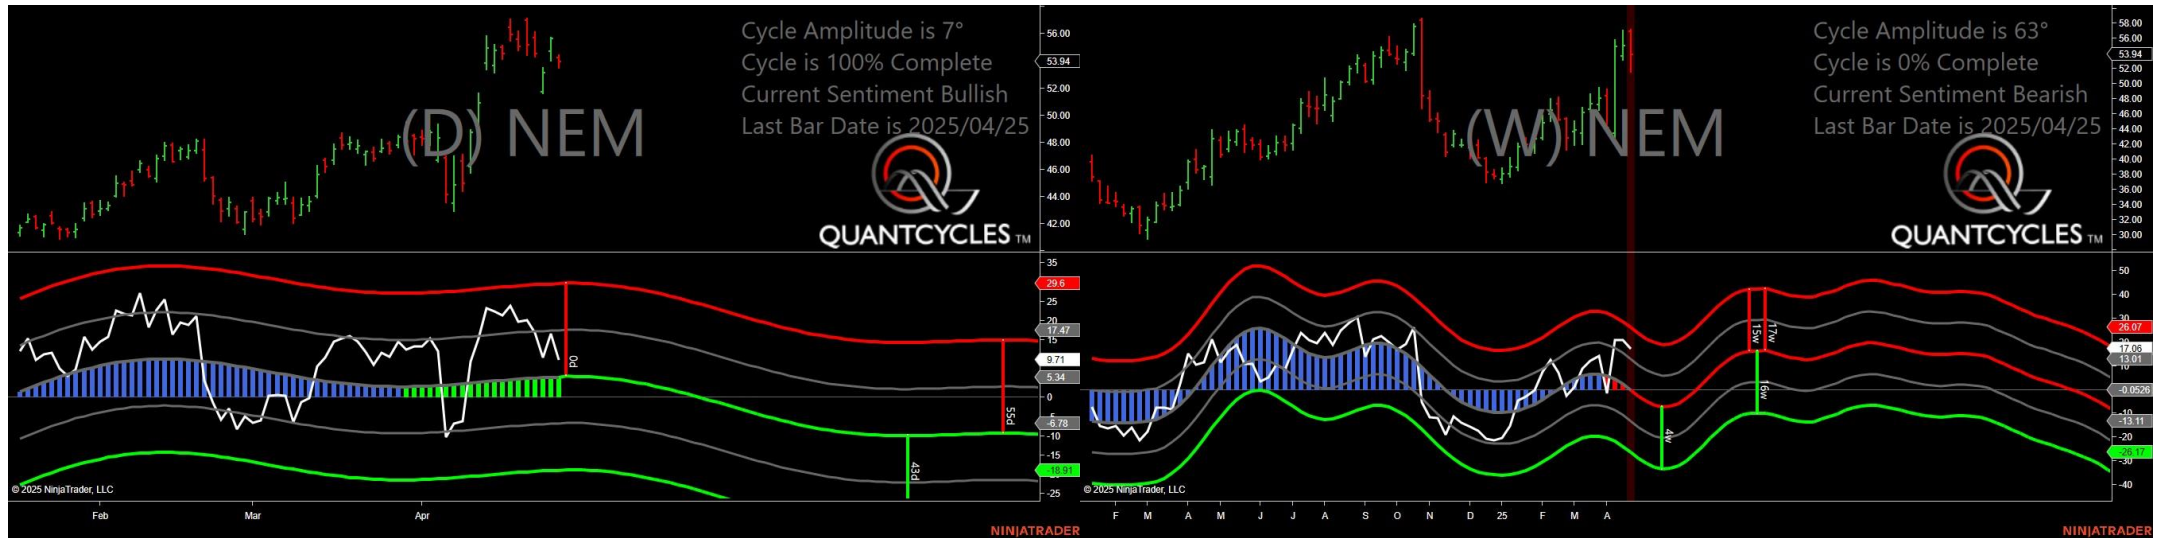 Cycle Amplitude is 7°
Cycle is 100% Complete
Current Sentiment Bullish
Last Bar Date is 2025/04/25
(D) NEM
QUANTCYCLES TM
56.00
53.94
52.00
50.00
48.00
46.00
44.00
42.00
35
29.6
25
20
17.47
15
9.71
5.34
0
-6.78
-10
-15
-18.91
-25
0d
43d
55d
© 2025 NinjaTrader, LLC
Feb Mar Apr
NINJATRADER
Cycle Amplitude is 63°
Cycle is 0% Complete
Current Sentiment Bearish
Last Bar Date is 2025/04/25
(W) NEM
QUANTCYCLES TM
58.00
56.00
53.94
52.00
50.00
48.00
46.00
44.00
42.00
40.00
38.00
36.00
34.00
32.00
30.00
50
40
30
26.07
17.06
13.01
10
-0.0526
-10
-13.11
-20
-26.17
-30
-40
15w
17w
16w
4w
© 2025 NinjaTrader, LLC
F M A M J J A S O N D 25 F M A
NINJATRADER